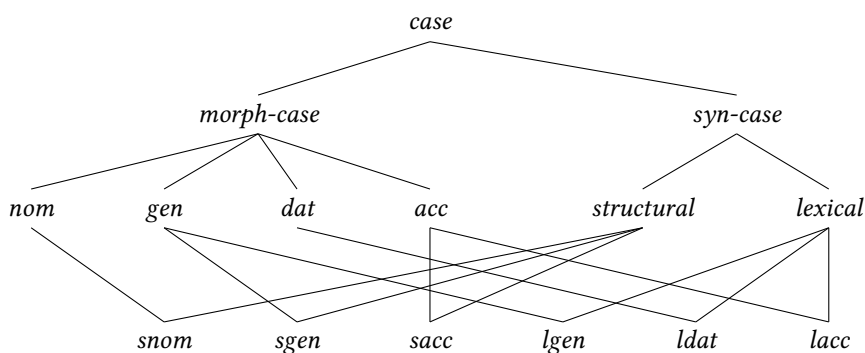 case
morph-case syn-case
nom gen dat acc structural lexical
snom sgen sacc lgen ldat lacc